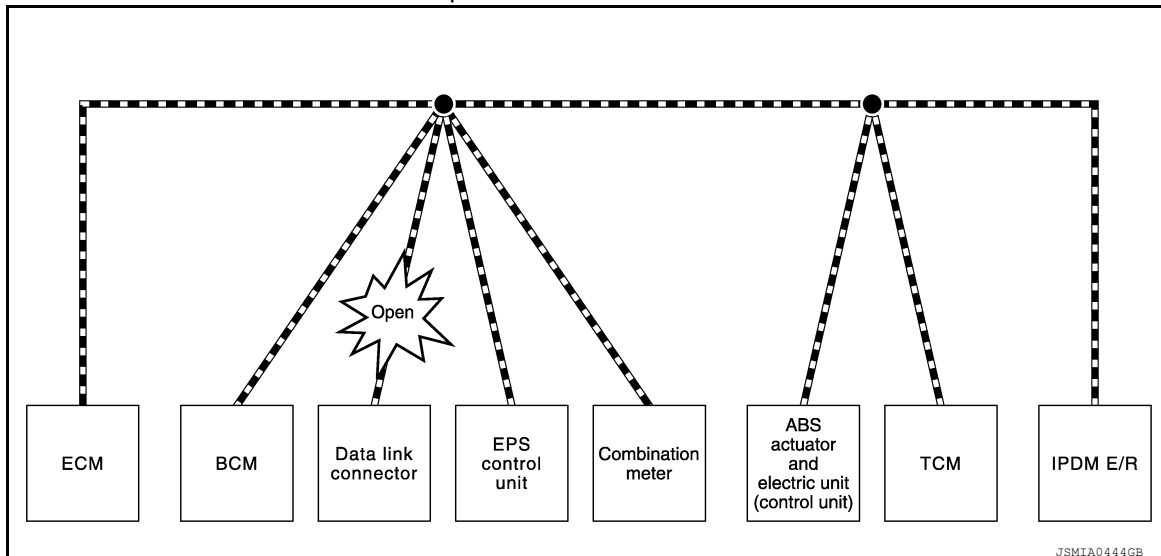 Open
ECM
BCM
Data link
connector
EPS
control
unit
Combination
meter
ABS
actuator
and
electric unit
(control unit)
TCM
IPDM E/R
JSMIA0444GB